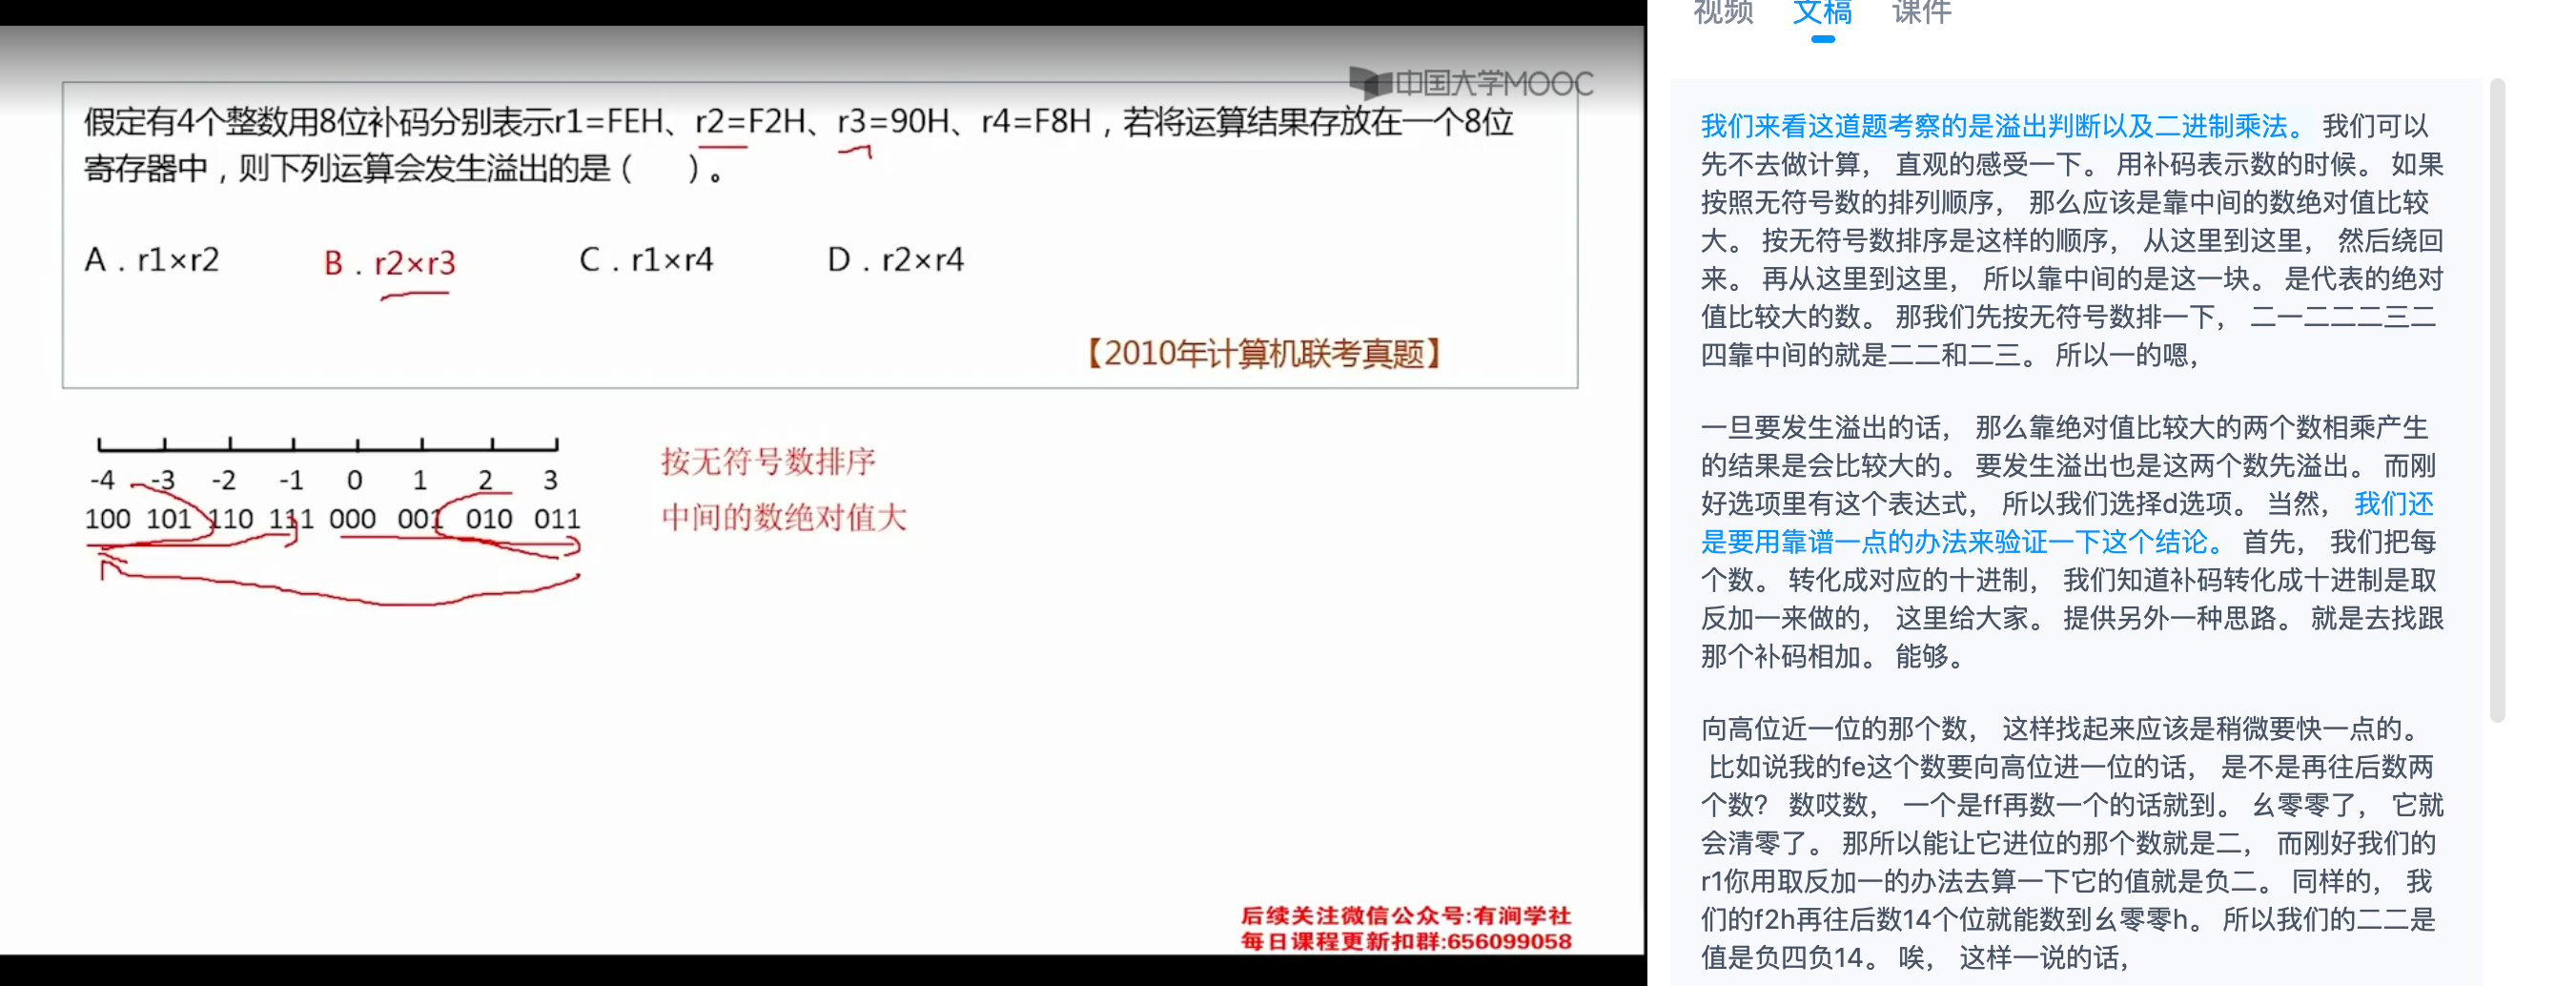 中国大学MOOC
假定有4个整数用8位补码分别表示r1=FEH、r2=F2H、r3=90H、r4=F8H，若将运算结果存放在一个8位
寄存器中，则下列运算会发生溢出的是（　　）。
A．r1×r2 B．r2×r3 C．r1×r4 D．r2×r4
【2010年计算机联考真题】
-4 -3 -2 -1 0 1 2 3
100 101 110 111 000 001 010 011
按无符号数排序
中间的数绝对值大
后续关注微信公众号:有涧学社
每日课程更新扣群:656099058
视频 文稿 课件
我们来看这道题考察的是溢出判断以及二进制乘法。 我们可以
先不去做计算， 直观的感受一下。 用补码表示数的时候。 如果
按照无符号数的排列顺序， 那么应该是靠中间的数绝对值比较
大。 按无符号数排序是这样的顺序， 从这里到这里， 然后绕回
来。 再从这里到这里， 所以靠中间的是这一块。 是代表的绝对
值比较大的数。 那我们先按无符号数排一下， 二一二二二三二
四靠中间的就是二二和二三。 所以一的嗯，
一旦要发生溢出的话， 那么靠绝对值比较大的两个数相乘产生
的结果是会比较大的。 要发生溢出也是这两个数先溢出。 而刚
好选项里有这个表达式， 所以我们选择d选项。 当然， 我们还
是要用靠谱一点的办法来验证一下这个结论。 首先， 我们把每
个数。 转化成对应的十进制， 我们知道补码转化成十进制是取
反加一来做的， 这里给大家。 提供另外一种思路。 就是去找跟
那个补码相加。 能够。
向高位近一位的那个数， 这样找起来应该是稍微要快一点的。
比如说我的fe这个数要向高位进一位的话， 是不是再往后数两
个数？ 数哎数， 一个是ff再数一个的话就到。 幺零零了， 它就
会清零了。 那所以能让它进位的那个数就是二， 而刚好我们的
r1你用取反加一的办法去算一下它的值就是负二。 同样的， 我
们的f2h再往后数14个位就能数到幺零零h。 所以我们的二二是
值是负四负14。 唉， 这样一说的话，